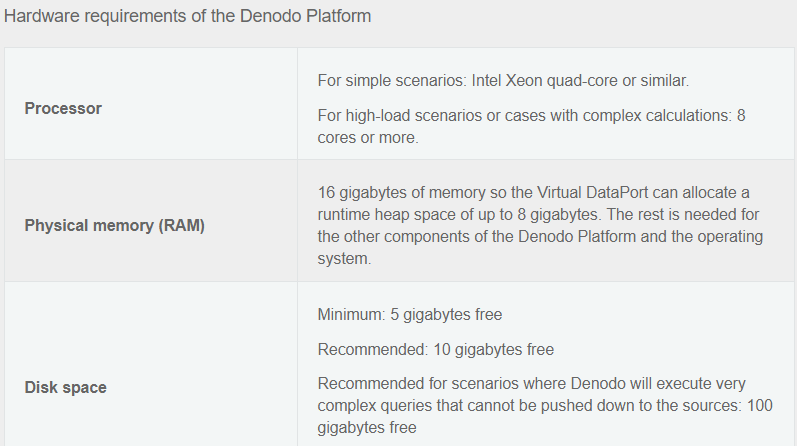 Hardware requirements of the Denodo Platform
Processor
For simple scenarios: Intel Xeon quad-core or similar.
For high-load scenarios or cases with complex calculations: 8
cores or more.
Physical memory (RAM)
16 gigabytes of memory so the Virtual DataPort can allocate a
runtime heap space of up to 8 gigabytes. The rest is needed for
the other components of the Denodo Platform and the operating
system.
Disk space
Minimum: 5 gigabytes free
Recommended: 10 gigabytes free
Recommended for scenarios where Denodo will execute very
complex queries that cannot be pushed down to the sources: 100
gigabytes free